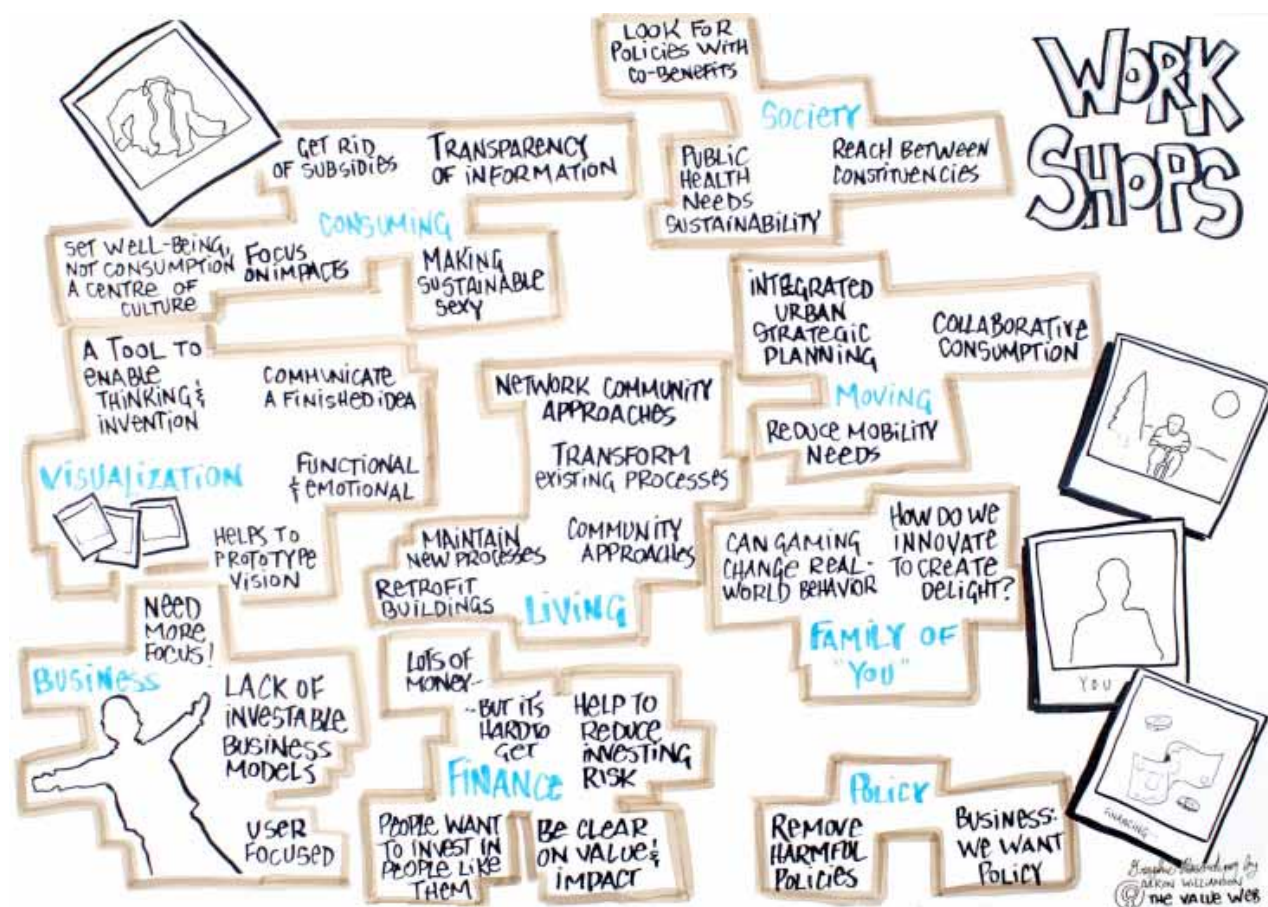 WORK
SHOPS
LOOK FOR
POLICIES WITH
CO-BENEFITS
SOCIETY
PUBLIC
HEALTH
NEEDS
SUSTAINABILITY
REACH BETWEEN
CONSTITUENCIES
GET RID
OF SUBSIDIES
TRANSPARENCY
OF INFORMATION
CONSUMING
SET WELL-BEING,
NOT CONSUMPTION
A CENTRE OF
CULTURE
FOCUS
ON IMPACTS
MAKING
SUSTAINABLE
SEXY
INTEGRATED
URBAN
STRATEGIC
PLANNING
COLLABORATIVE
CONSUMPTION
MOVING
REDUCE MOBILITY
NEEDS
A TOOL TO
ENABLE
THINKING &
INVENTION
COMMUNICATE
A FINISHED IDEA
VISUALIZATION
FUNCTIONAL
& EMOTIONAL
HELPS TO
PROTOTYPE
VISION
NETWORK COMMUNITY
APPROACHES
TRANSFORM
EXISTING PROCESSES
MAINTAIN
NEW PROCESSES
COMMUNITY
APPROACHES
RETROFIT
BUILDINGS
LIVING
CAN GAMING
CHANGE REAL-
WORLD BEHAVIOR
HOW DO WE
INNOVATE
TO CREATE
DELIGHT?
FAMILY OF
"YOU"
YOU
NEED
MORE
FOCUS!
BUSINESS
LACK OF
INVESTABLE
BUSINESS
MODELS
USER
FOCUSED
LOTS OF
MONEY--
--BUT IT'S
HARD TO
GET
HELP TO
REDUCE
INVESTING
RISK
FINANCE
PEOPLE WANT
TO INVEST IN
PEOPLE LIKE
THEM
BE CLEAR
ON VALUE &
IMPACT
POLICY
REMOVE
HARMFUL
POLICIES
BUSINESS:
WE WANT
POLICY
FINANCING...
Graphic Recording by
AARON WILLIAMSON
THE VALUE WEB